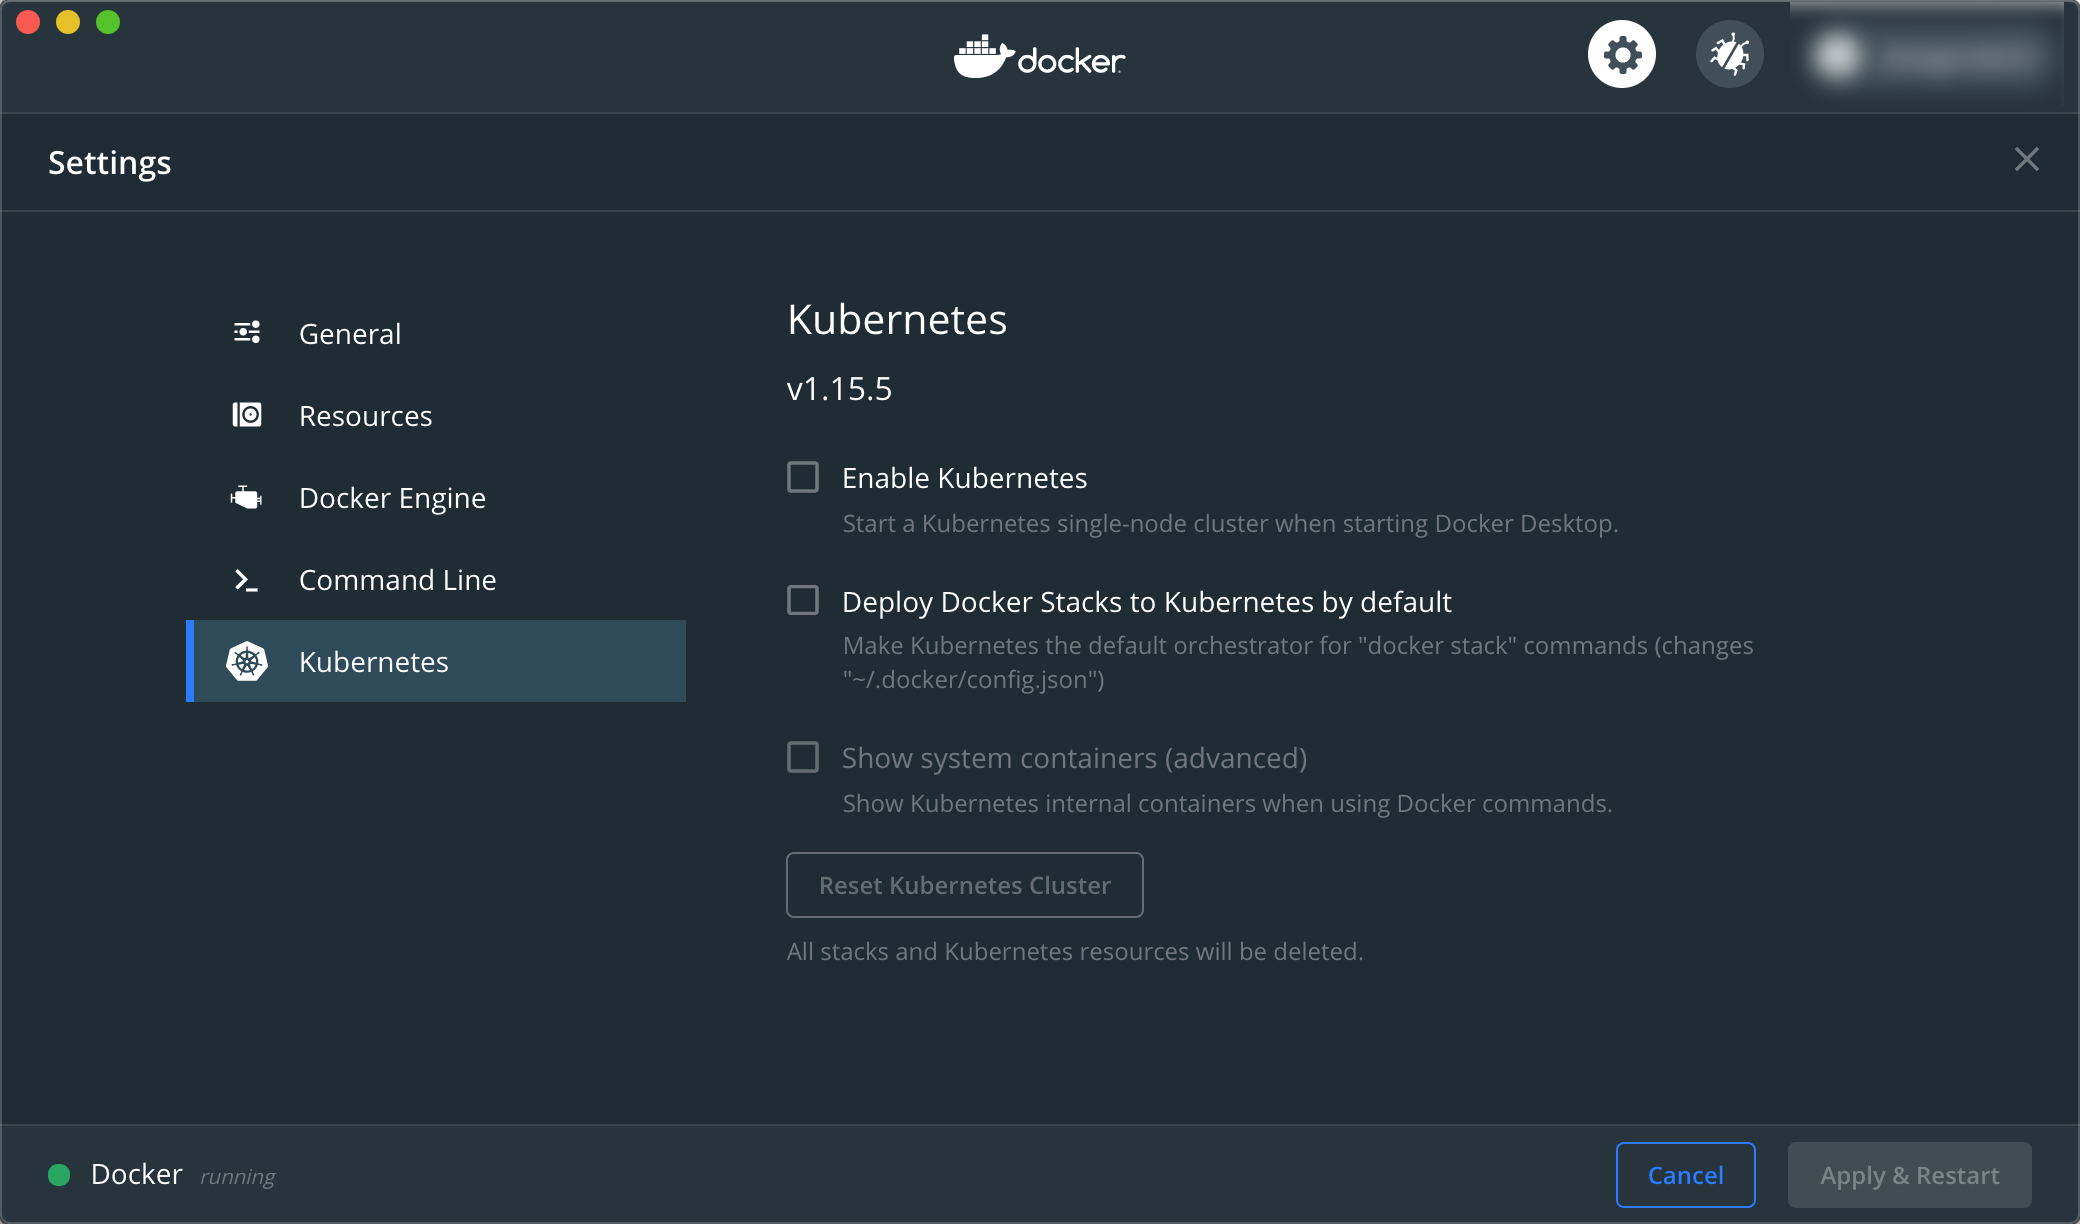 docker
Settings
General
Resources
Docker Engine
Command Line
Kubernetes
Kubernetes
v1.15.5
Enable Kubernetes
Start a Kubernetes single-node cluster when starting Docker Desktop.
Deploy Docker Stacks to Kubernetes by default
Make Kubernetes the default orchestrator for "docker stack" commands (changes
"~/.docker/config.json")
Show system containers (advanced)
Show Kubernetes internal containers when using Docker commands.
Reset Kubernetes Cluster
All stacks and Kubernetes resources will be deleted.
Docker running
Cancel
Apply & Restart